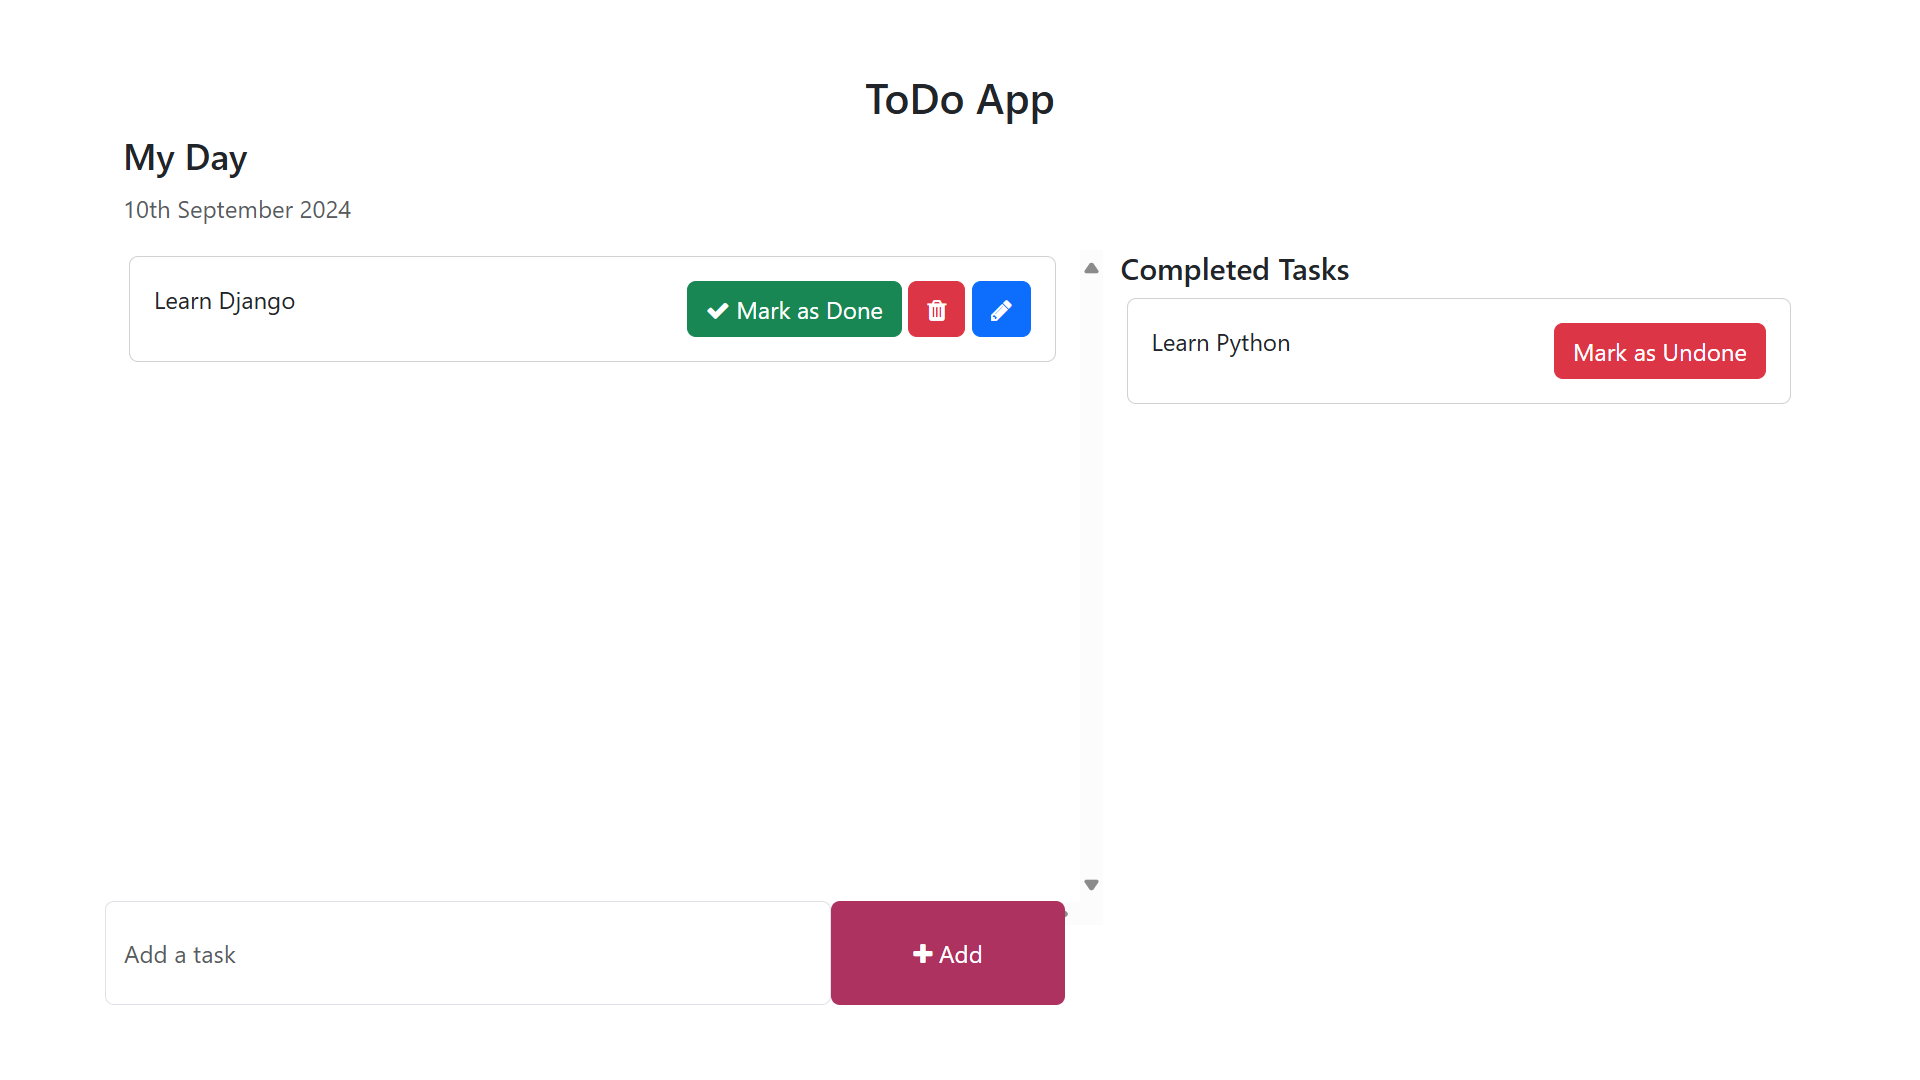 ToDo App
My Day
10th September 2024
Learn Django
Mark as Done
Completed Tasks
Learn Python
Mark as Undone
Add a task
Add